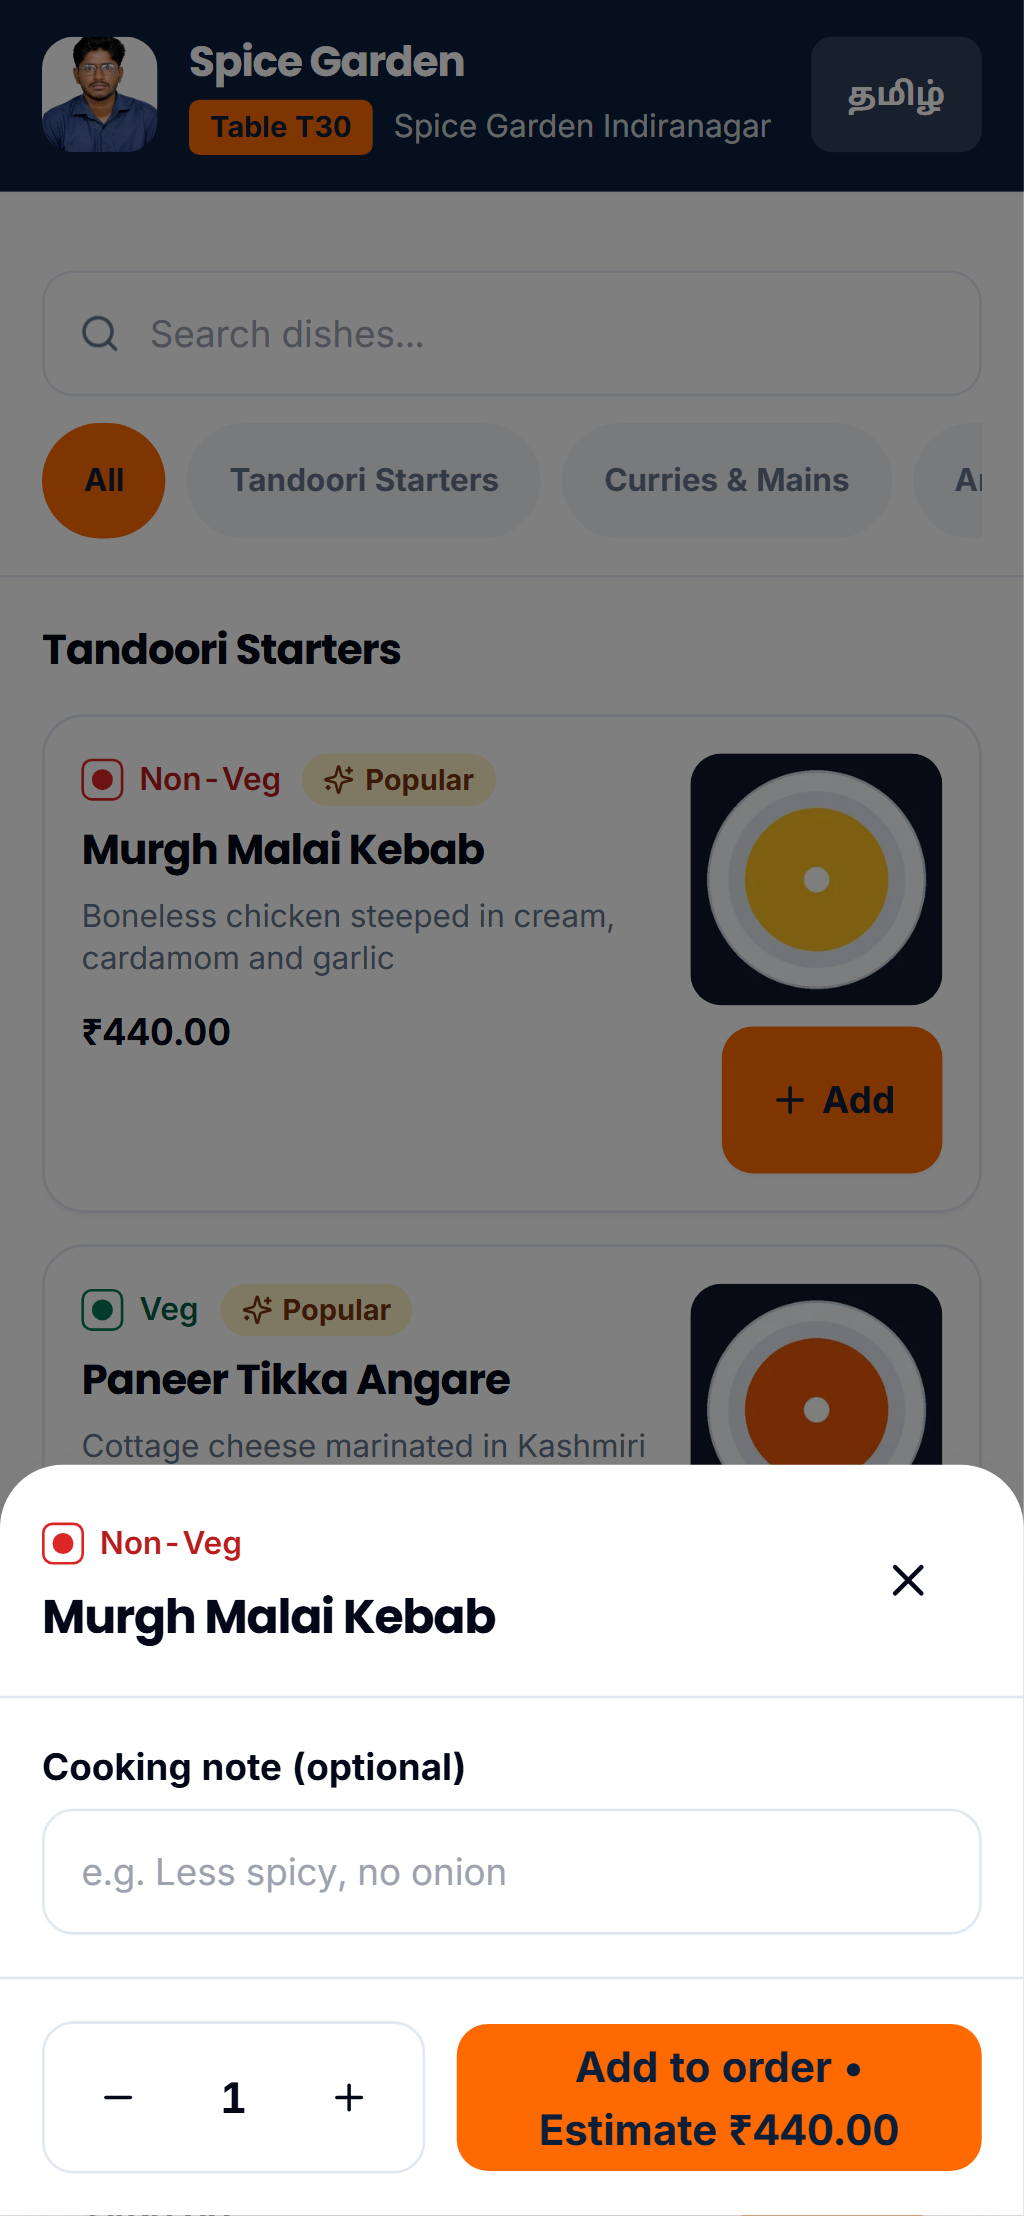 Spice Garden
Table T30 Spice Garden Indiranagar
தமிழ்
Search dishes...
All Tandoori Starters Curries & Mains
Tandoori Starters
Non-Veg Popular
Murgh Malai Kebab
Boneless chicken steeped in cream,
cardamom and garlic
₹440.00
+ Add
Veg Popular
Paneer Tikka Angare
Cottage cheese marinated in Kashmiri
Non-Veg
Murgh Malai Kebab
Cooking note (optional)
e.g. Less spicy, no onion
− 1 +
Add to order •
Estimate ₹440.00